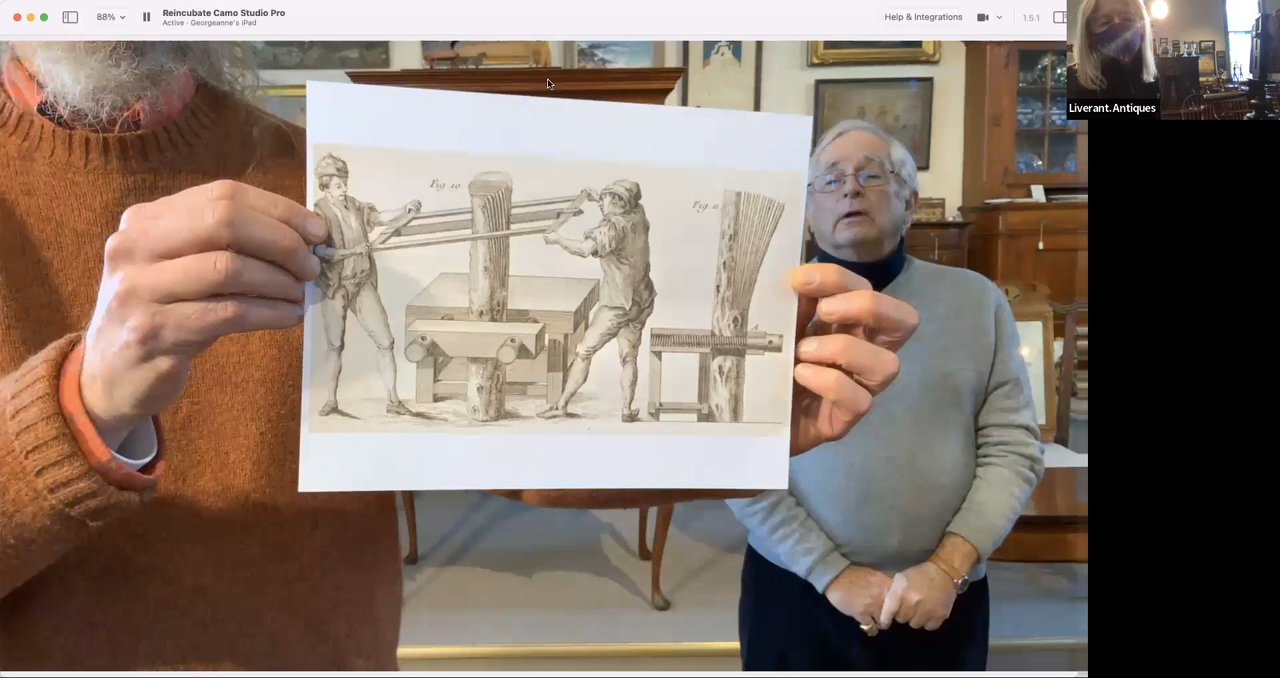 88%
Reincubate Camo Studio Pro
Active - Georgeanne's iPad
Help & Integrations
1.5.1
Liverant.Antiques
Fig 10
Fig 11